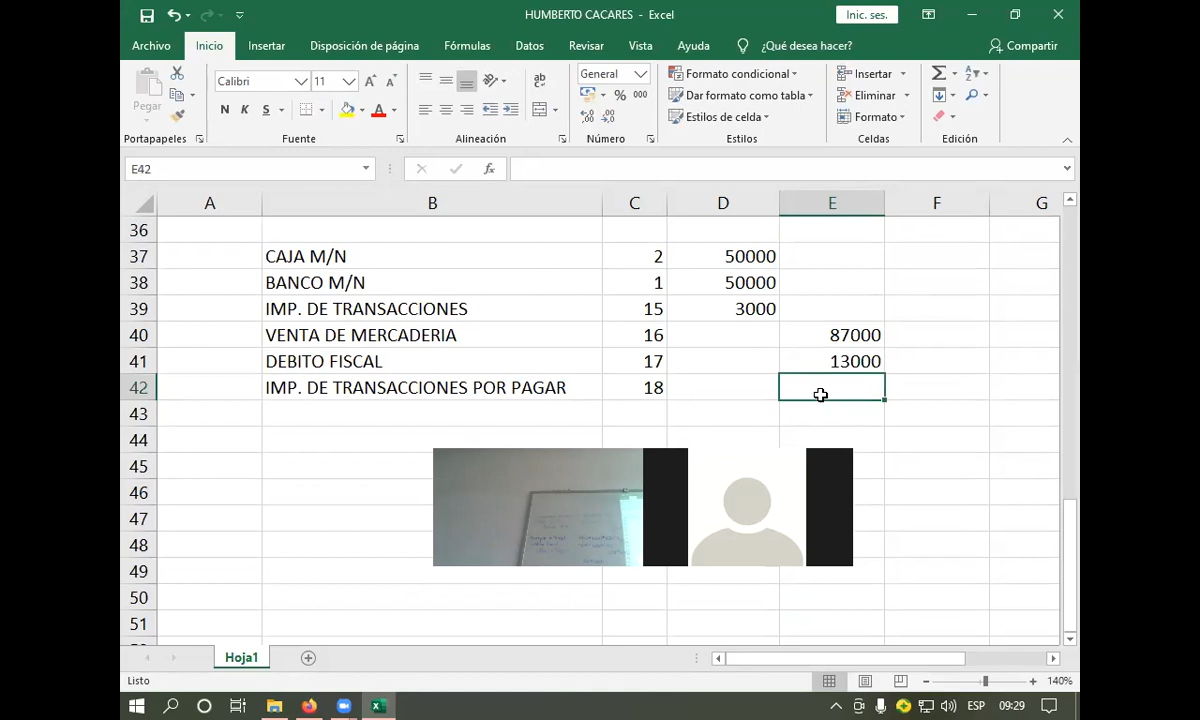 HUMBERTO CACARES - Excel
Inic. ses.
Archivo Inicio Insertar Disposición de página Fórmulas Datos Revisar Vista Ayuda ¿Qué desea hacer? Compartir
Pegar
Calibri 11
N K S
General
% 000
Formato condicional
Dar formato como tabla
Estilos de celda
Insertar
Eliminar
Formato
Portapapeles Fuente Alineación Número Estilos Celdas Edición
E42 fx
A B C D E F G
36
37 CAJA M/N 2 50000
38 BANCO M/N 1 50000
39 IMP. DE TRANSACCIONES 15 3000
40 VENTA DE MERCADERIA 16 87000
41 DEBITO FISCAL 17 13000
42 IMP. DE TRANSACCIONES POR PAGAR 18
43
44
45
46
47
48
49
50
51
Hoja1
Listo 140%
ESP 09:29